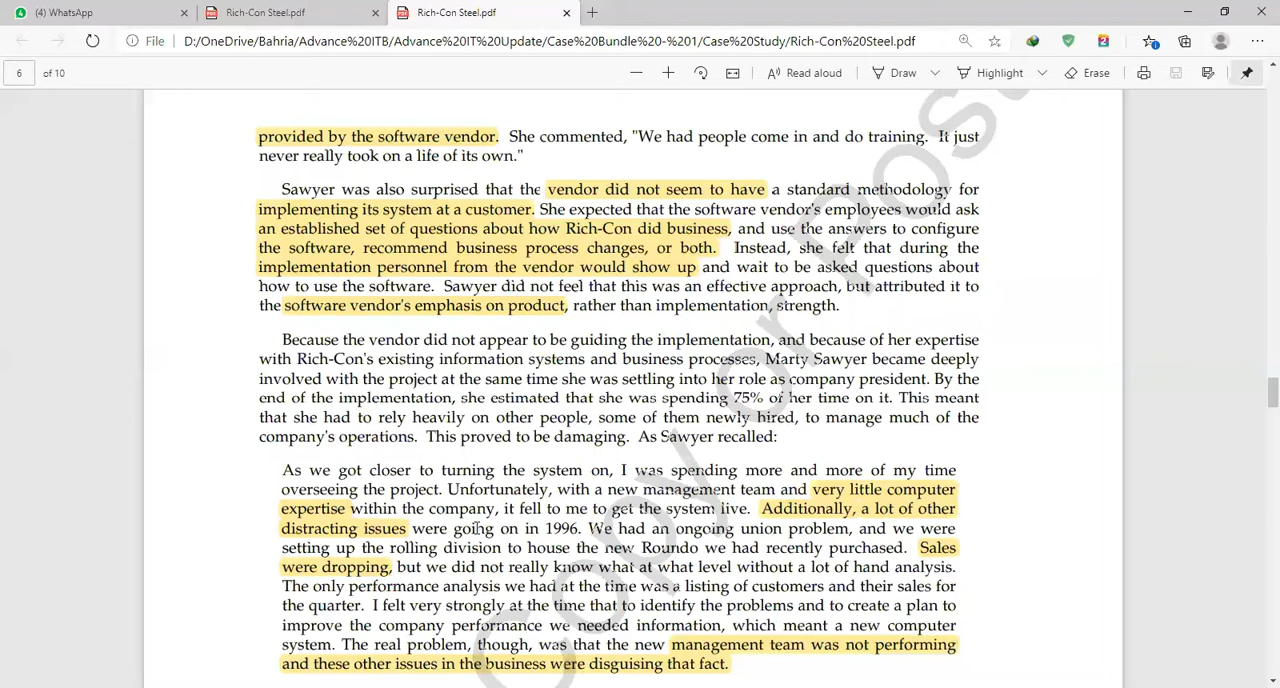 (4) WhatsApp
Rich-Con Steel.pdf
Rich-Con Steel.pdf
File
D:/OneDrive/Bahria/Advance%20ITB/Advance%20IT%20Update/Case%20Bundle%20-%201/Case%20Study/Rich-Con%20Steel.pdf
6 of 10
Read aloud
Draw
Highlight
Erase
provided by the software vendor. She commented, "We had people come in and do training. It just
never really took on a life of its own."
Sawyer was also surprised that the vendor did not seem to have a standard methodology for
implementing its system at a customer. She expected that the software vendor's employees would ask
an established set of questions about how Rich-Con did business, and use the answers to configure
the software, recommend business process changes, or both. Instead, she felt that during the
implementation personnel from the vendor would show up and wait to be asked questions about
how to use the software. Sawyer did not feel that this was an effective approach, but attributed it to
the software vendor's emphasis on product, rather than implementation, strength.
Because the vendor did not appear to be guiding the implementation, and because of her expertise
with Rich-Con's existing information systems and business processes, Marty Sawyer became deeply
involved with the project at the same time she was settling into her role as company president. By the
end of the implementation, she estimated that she was spending 75% of her time on it. This meant
that she had to rely heavily on other people, some of them newly hired, to manage much of the
company's operations. This proved to be damaging. As Sawyer recalled:
As we got closer to turning the system on, I was spending more and more of my time
overseeing the project. Unfortunately, with a new management team and very little computer
expertise within the company, it fell to me to get the system live. Additionally, a lot of other
distracting issues were going on in 1996. We had an ongoing union problem, and we were
setting up the rolling division to house the new Roundo we had recently purchased. Sales
were dropping, but we did not really know what at what level without a lot of hand analysis.
The only performance analysis we had at the time was a listing of customers and their sales for
the quarter. I felt very strongly at the time that to identify the problems and to create a plan to
improve the company performance we needed information, which meant a new computer
system. The real problem, though, was that the new management team was not performing
and these other issues in the business were disguising that fact.
Copy or Post